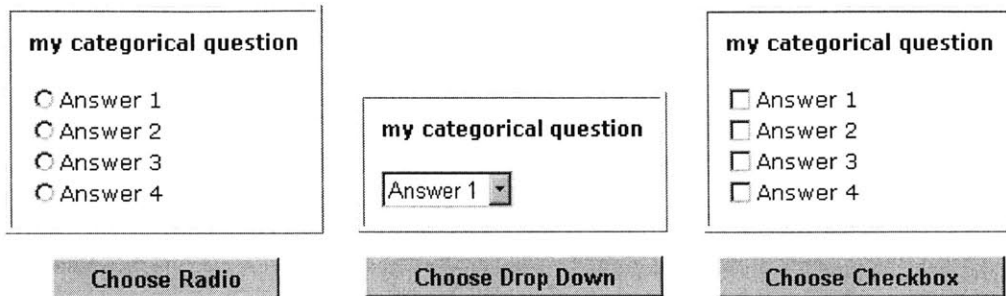 my categorical question
Answer 1
Answer 2
Answer 3
Answer 4
Choose Radio
my categorical question
Answer 1
Choose Drop Down
my categorical question
Answer 1
Answer 2
Answer 3
Answer 4
Choose Checkbox